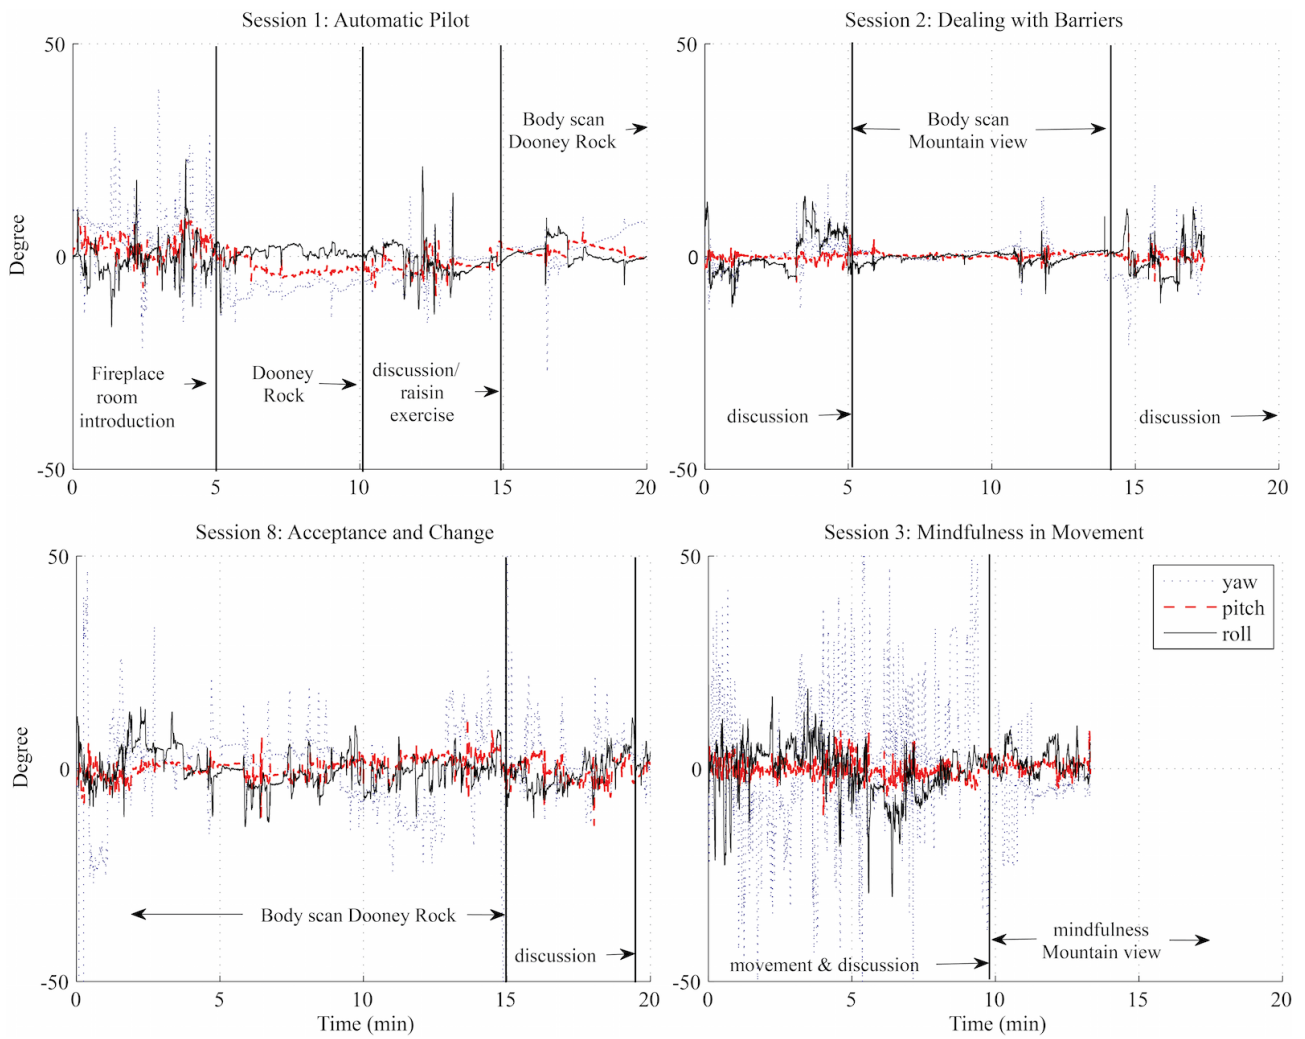 Session 1: Automatic Pilot
50
0
-50
Degree
0
5
10
15
20
Fireplace
room
introduction
Dooney
Rock
discussion/
raisin
exercise
Body scan
Dooney Rock
Session 2: Dealing with Barriers
50
0
-50
0
5
10
15
20
discussion
Body scan
Mountain view
discussion
Session 8: Acceptance and Change
50
0
-50
Degree
0
5
10
15
20
Time (min)
Body scan Dooney Rock
discussion
Session 3: Mindfulness in Movement
50
0
-50
0
5
10
15
20
Time (min)
yaw
pitch
roll
movement & discussion
mindfulness
Mountain view